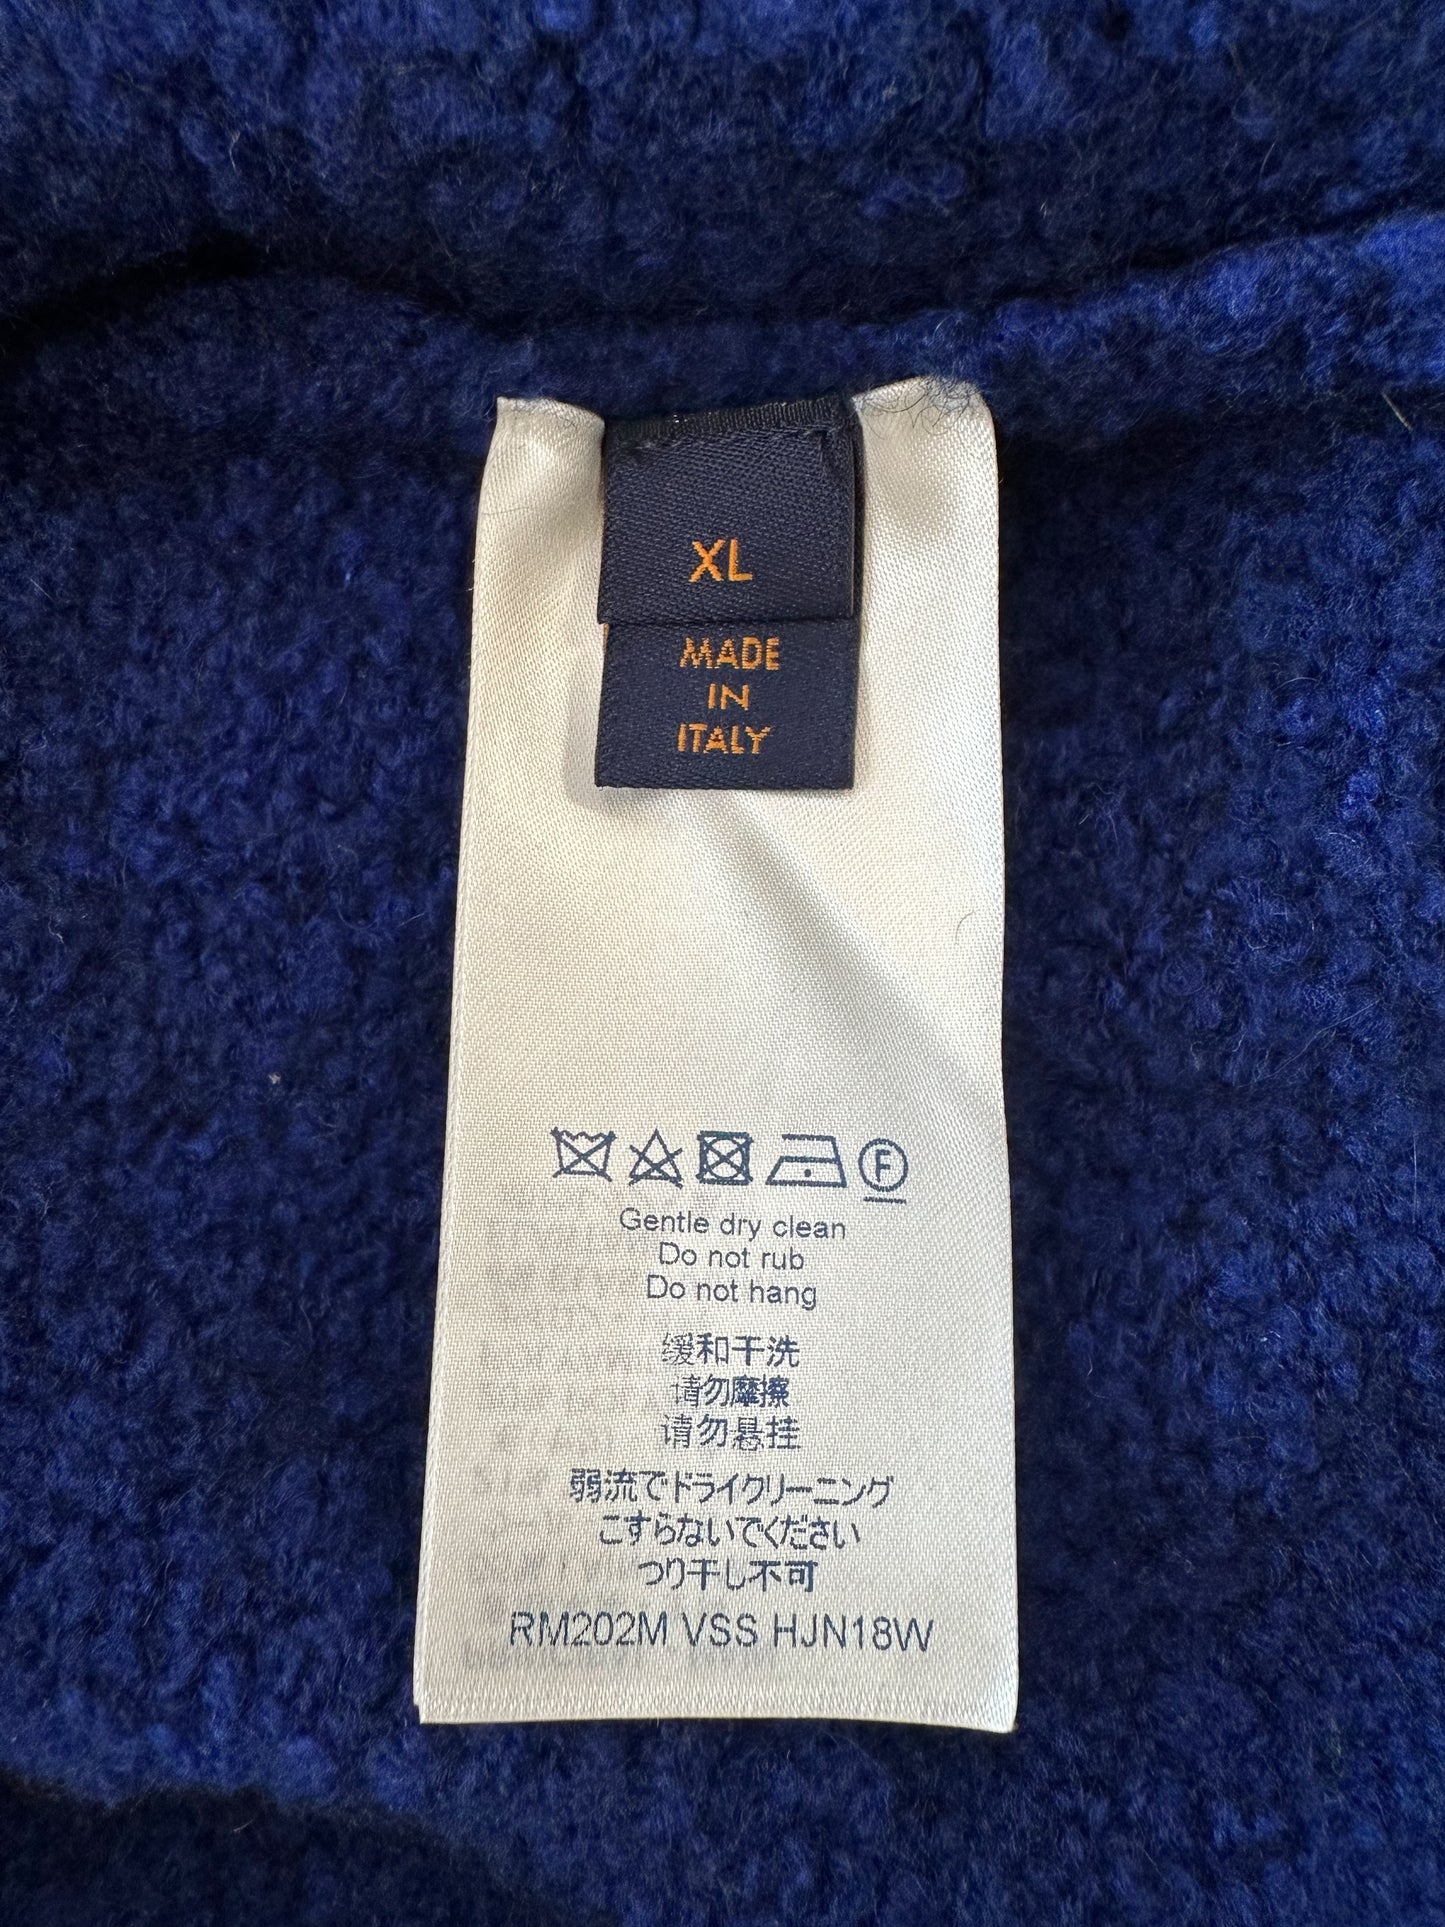 XL
MADE
IN
ITALY
F
Gentle dry clean
Do not rub
Do not hang
缓和干洗
请勿摩擦
请勿悬挂
弱流でドライクリーニング
こすらないでください
つり干し不可
RM202M VSS HJN18W